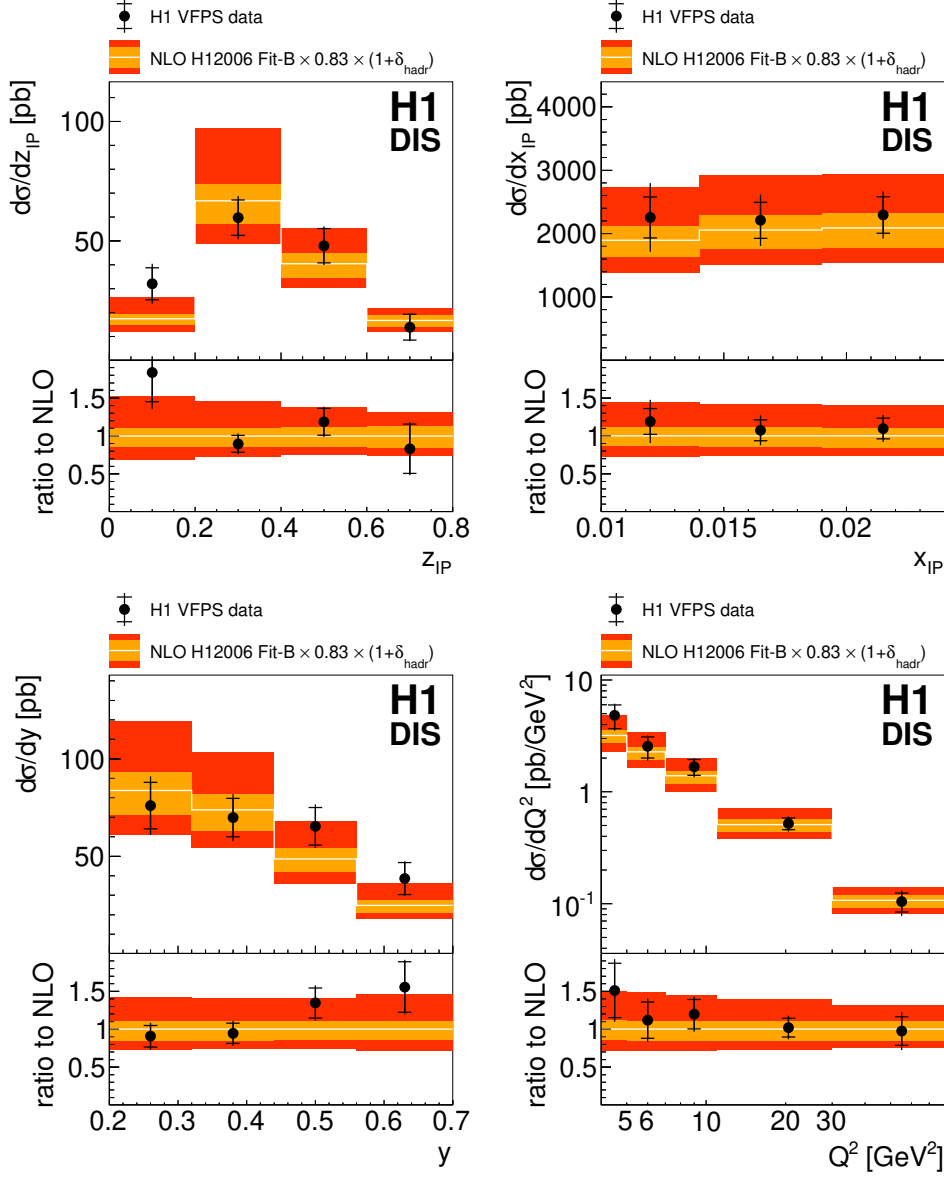 H1 VFPS data
NLO H12006 Fit-B × 0.83 × (1+δhadr)
dσ/dzIP [pb]
100
50
H1
DIS
ratio to NLO
1.5
1
0.5
0 0.2 0.4 0.6 0.8
zIP
H1 VFPS data
NLO H12006 Fit-B × 0.83 × (1+δhadr)
dσ/dxIP [pb]
4000
3000
2000
1000
H1
DIS
ratio to NLO
1.5
1
0.5
0.01 0.015 0.02
xIP
H1 VFPS data
NLO H12006 Fit-B × 0.83 × (1+δhadr)
dσ/dy [pb]
100
50
H1
DIS
ratio to NLO
1.5
1
0.5
0.2 0.3 0.4 0.5 0.6 0.7
y
H1 VFPS data
NLO H12006 Fit-B × 0.83 × (1+δhadr)
dσ/dQ² [pb/GeV²]
10
1
10⁻¹
H1
DIS
ratio to NLO
1.5
1
0.5
5 6 10 20 30
Q² [GeV²]